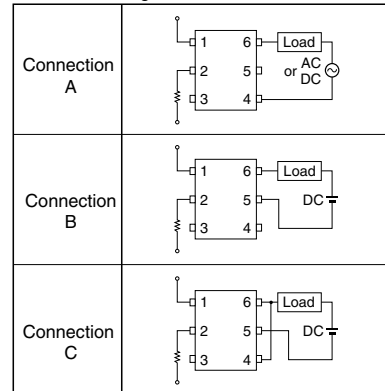 Connection
A
1 6 Load
2 5 or AC
DC
3 4
Connection
B
1 6 Load
2 5 DC
3 4
Connection
C
1 6 Load
2 5 DC
3 4